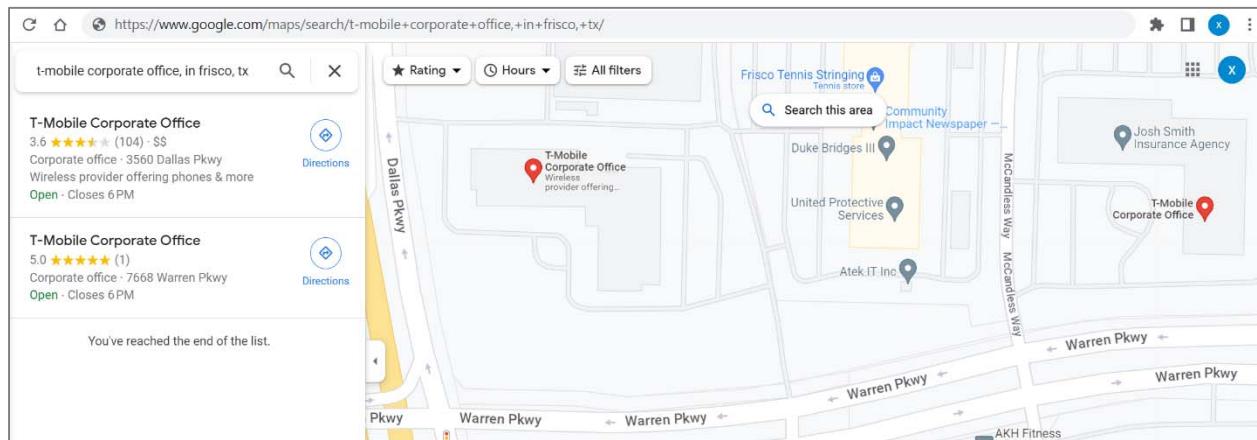 https://www.google.com/maps/search/t-mobile+corporate+office,+in+frisco,+tx/
X
t-mobile corporate office, in frisco, tx
T-Mobile Corporate Office
3.6 (104) · $$
Corporate office · 3560 Dallas Pkwy
Wireless provider offering phones & more
Open · Closes 6 PM
Directions
T-Mobile Corporate Office
5.0 (1)
Corporate office · 7668 Warren Pkwy
Open · Closes 6 PM
Directions
You've reached the end of the list.
Rating
Hours
All filters
X
Search this area
Frisco Tennis Stringing
Tennis store
Community
Impact Newspaper —...
Duke Bridges III
Josh Smith
Insurance Agency
Dallas Pkwy
T-Mobile
Corporate Office
Wireless
provider offering...
United Protective
Services
McCandless Way
T-Mobile
Corporate Office
Atek IT Inc
McCandless Way
Warren Pkwy
Warren Pkwy
Warren Pkwy
Pkwy
Warren Pkwy
Warren Pkwy
AKH Fitness